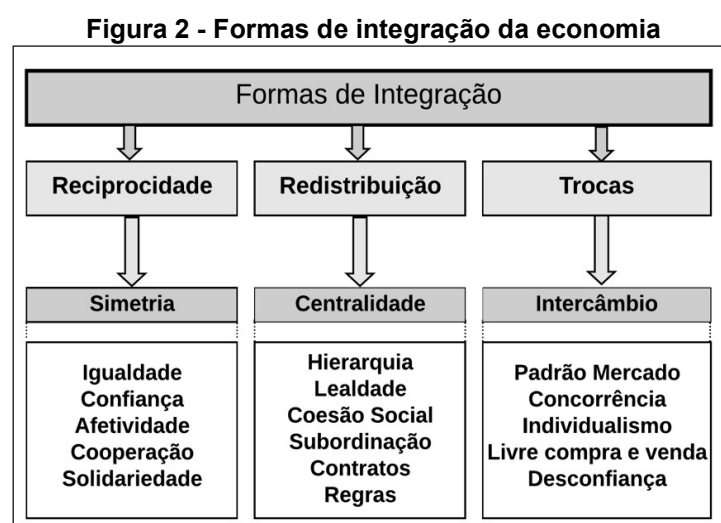 Figura 2 - Formas de integração da economia
Formas de Integração
Reciprocidade
Redistribuição
Trocas
Simetria
Centralidade
Intercâmbio
Igualdade
Confiança
Afetividade
Cooperação
Solidariedade
Hierarquia
Lealdade
Coesão Social
Subordinação
Contratos
Regras
Padrão Mercado
Concorrência
Individualismo
Livre compra e venda
Desconfiança